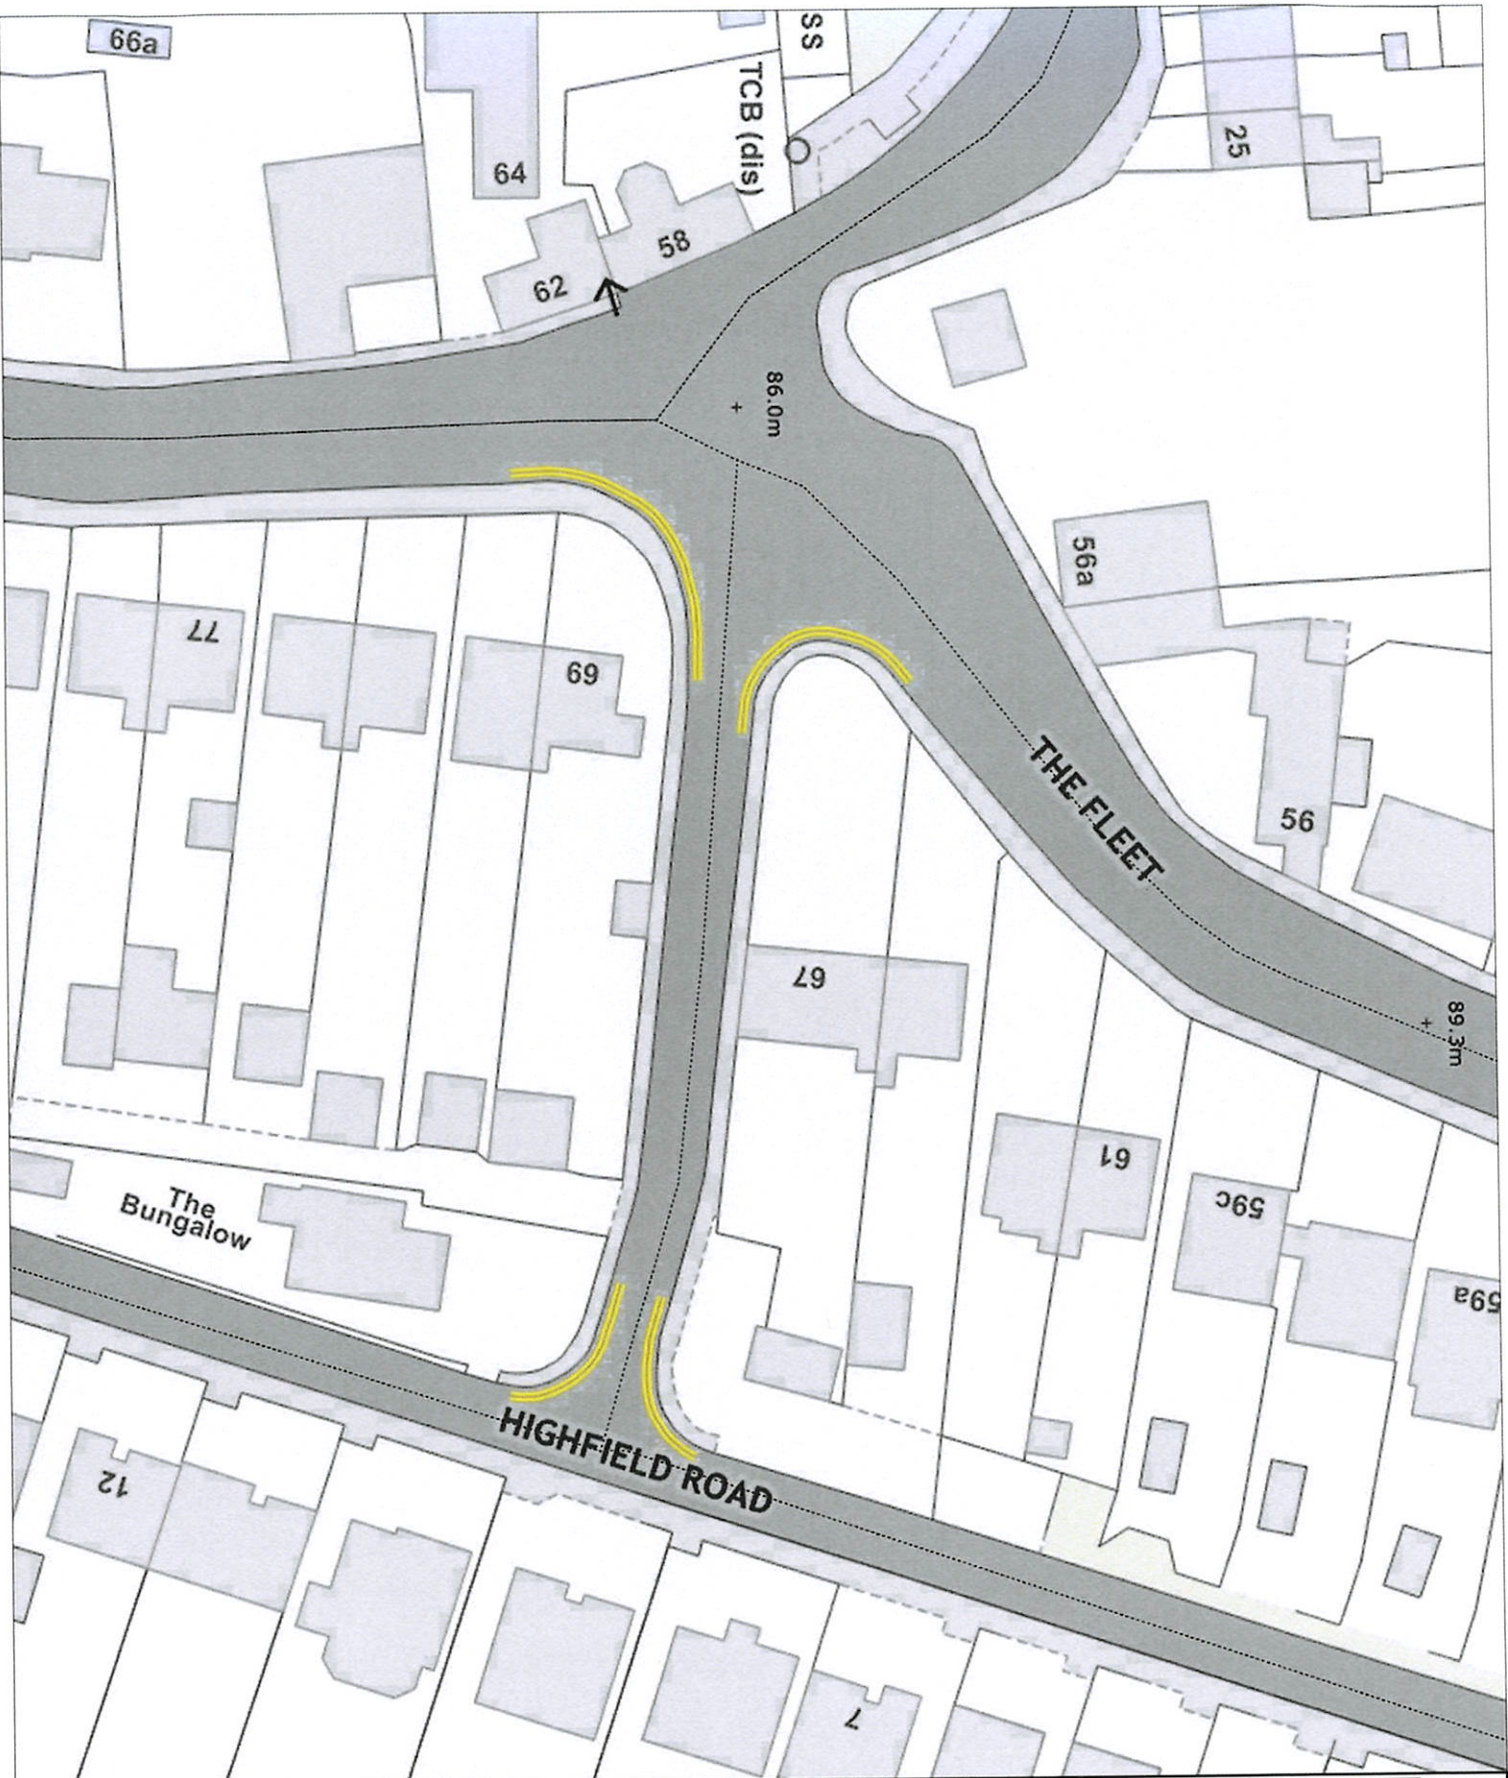 66a
SS
TCB (dis)
25
64
58
62
86.0m
56a
77
69
THE FLEET
56
67
89.3m
61
59c
The
Bungalow
59a
HIGHFIELD ROAD
12
7